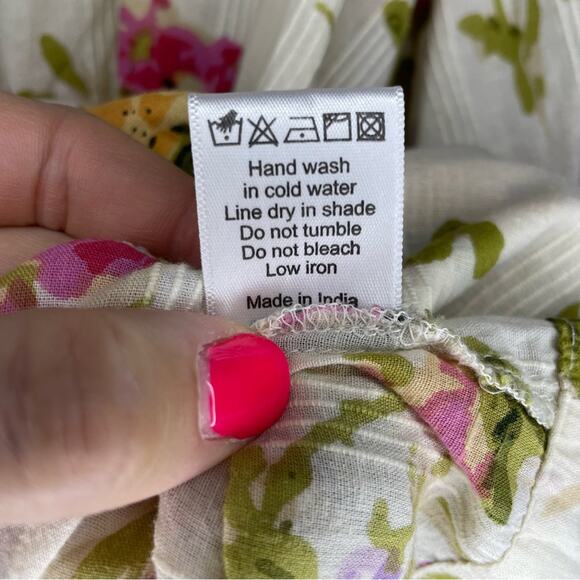 Hand wash
in cold water
Line dry in shade
Do not tumble
Do not bleach
Low iron
Made in India